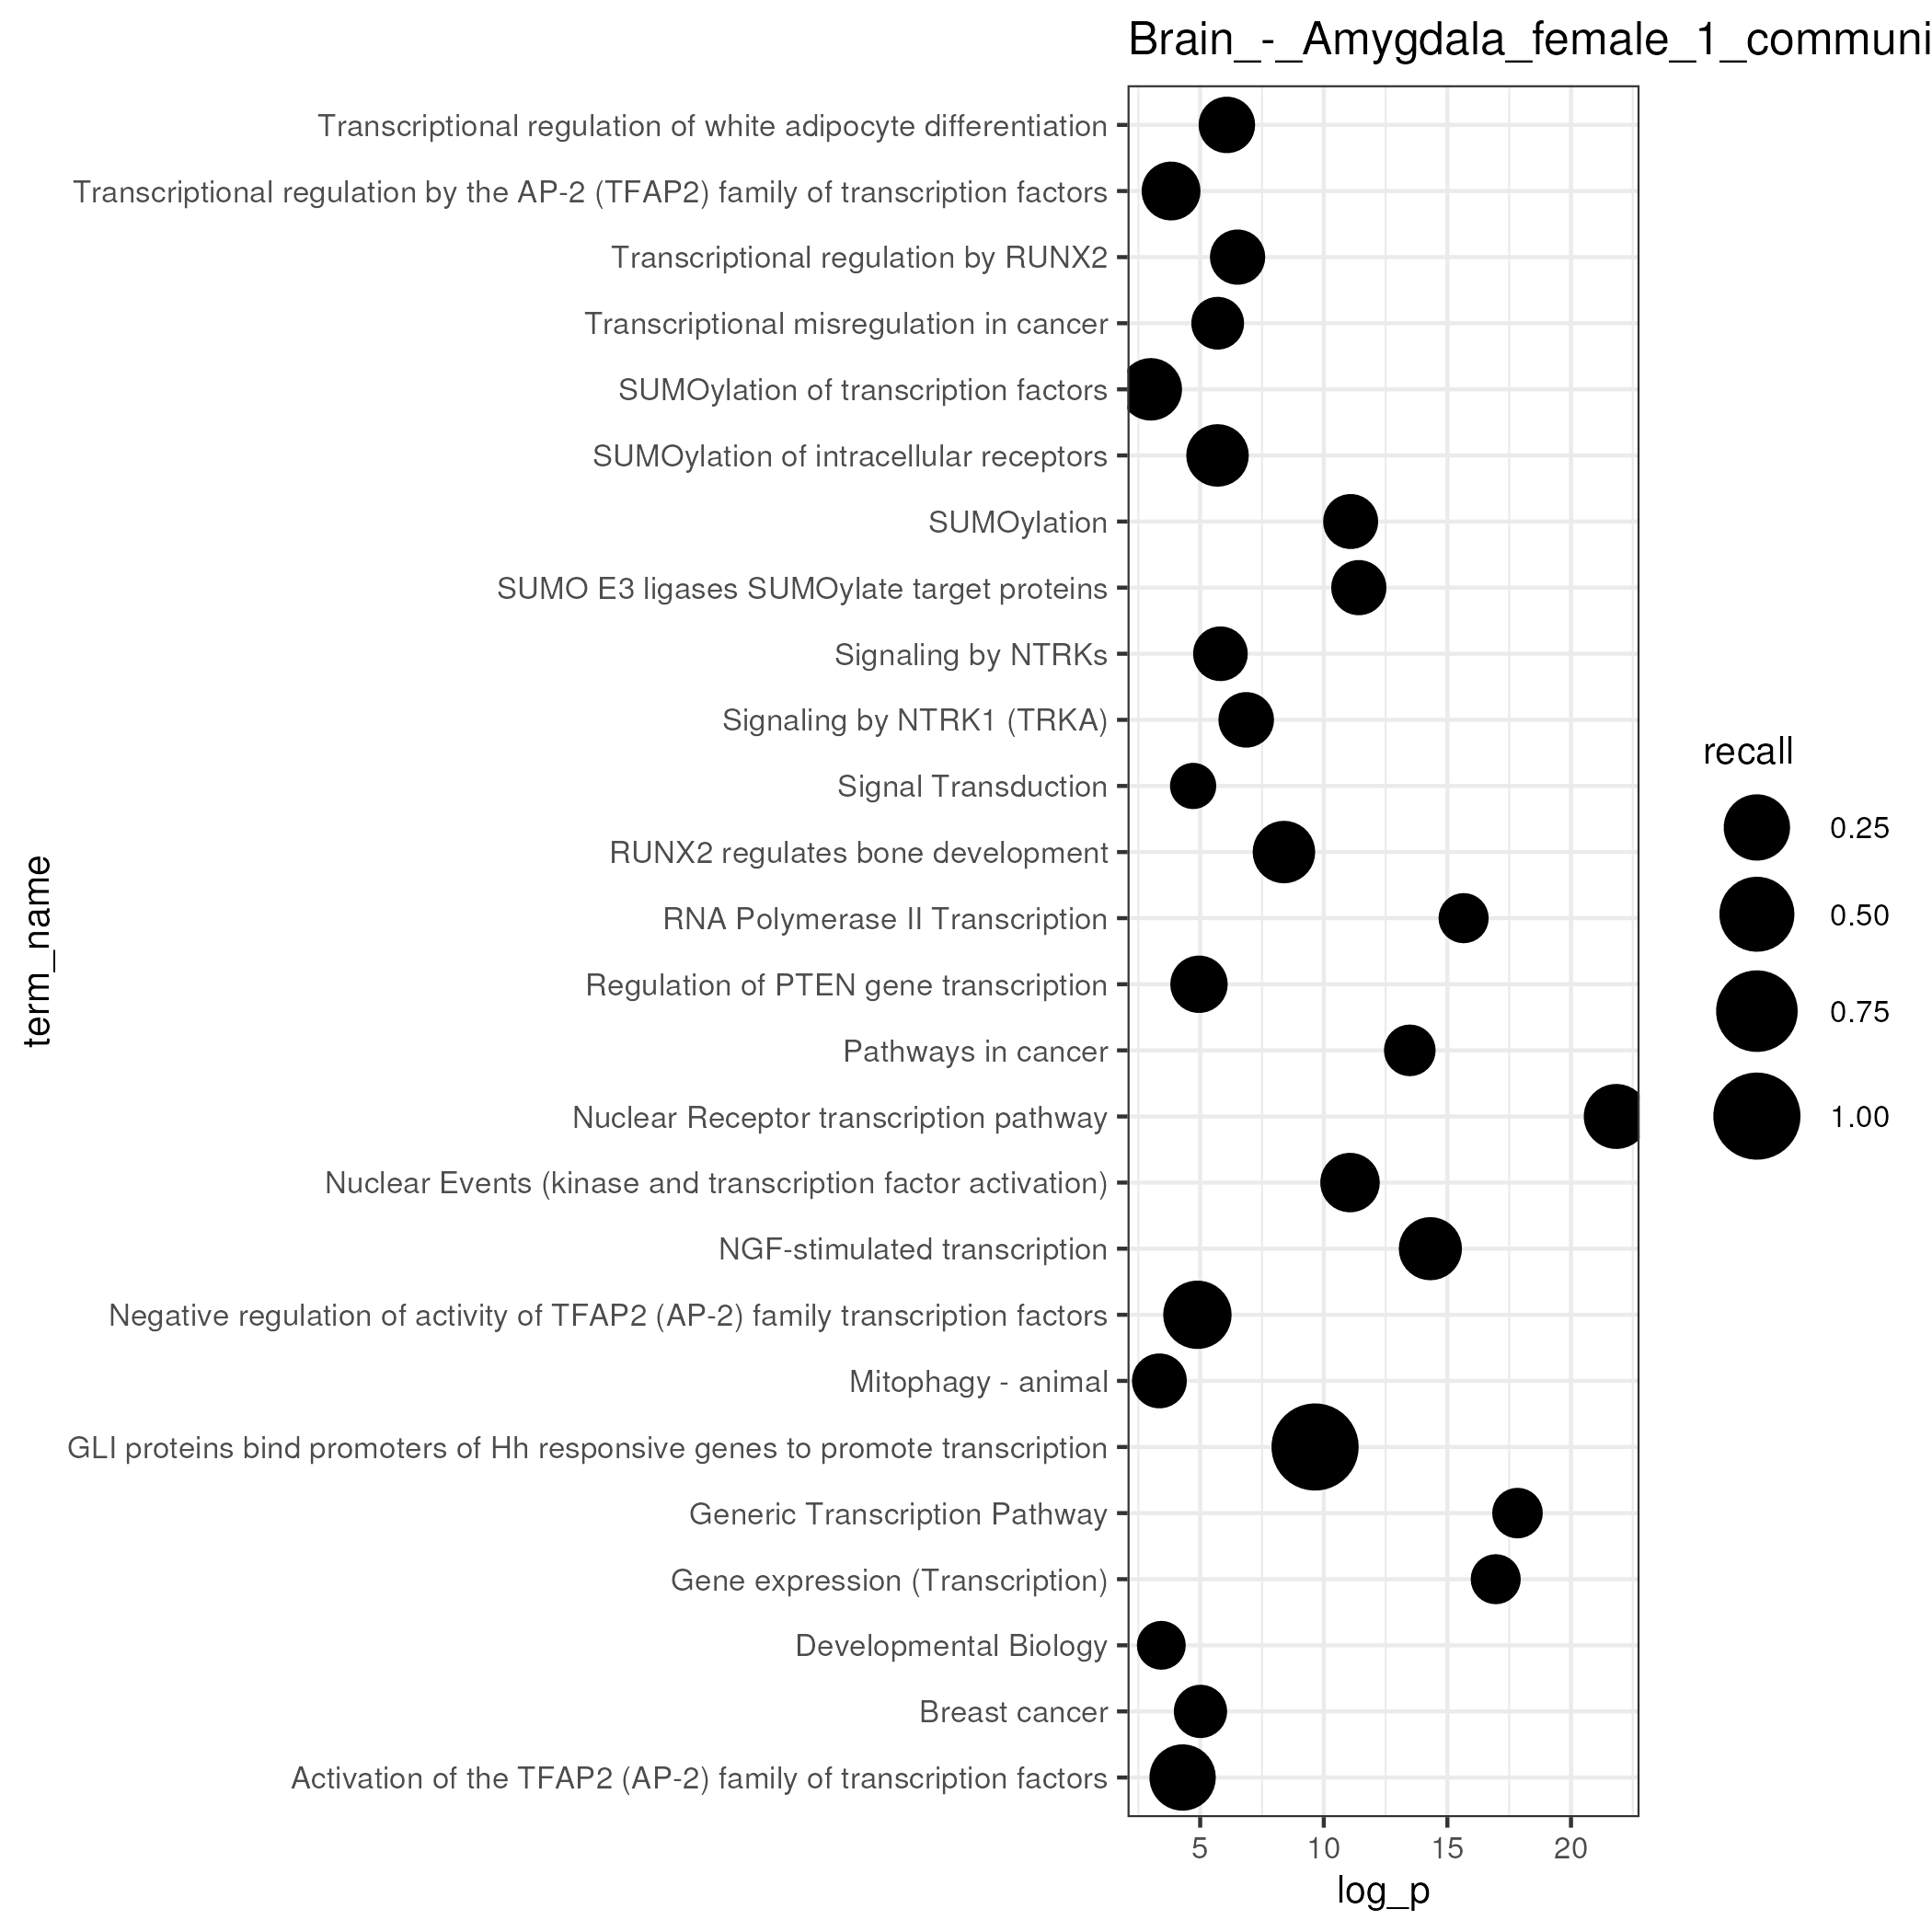 Brain_-_Amygdala_female_1_communi
Transcriptional regulation of white adipocyte differentiation
Transcriptional regulation by the AP-2 (TFAP2) family of transcription factors
Transcriptional regulation by RUNX2
Transcriptional misregulation in cancer
SUMOylation of transcription factors
SUMOylation of intracellular receptors
SUMOylation
SUMO E3 ligases SUMOylate target proteins
Signaling by NTRKs
Signaling by NTRK1 (TRKA)
Signal Transduction
RUNX2 regulates bone development
RNA Polymerase II Transcription
Regulation of PTEN gene transcription
Pathways in cancer
Nuclear Receptor transcription pathway
Nuclear Events (kinase and transcription factor activation)
NGF-stimulated transcription
Negative regulation of activity of TFAP2 (AP-2) family transcription factors
Mitophagy - animal
GLI proteins bind promoters of Hh responsive genes to promote transcription
Generic Transcription Pathway
Gene expression (Transcription)
Developmental Biology
Breast cancer
Activation of the TFAP2 (AP-2) family of transcription factors
term_name
5 10 15 20
log_p
recall
0.25
0.50
0.75
1.00